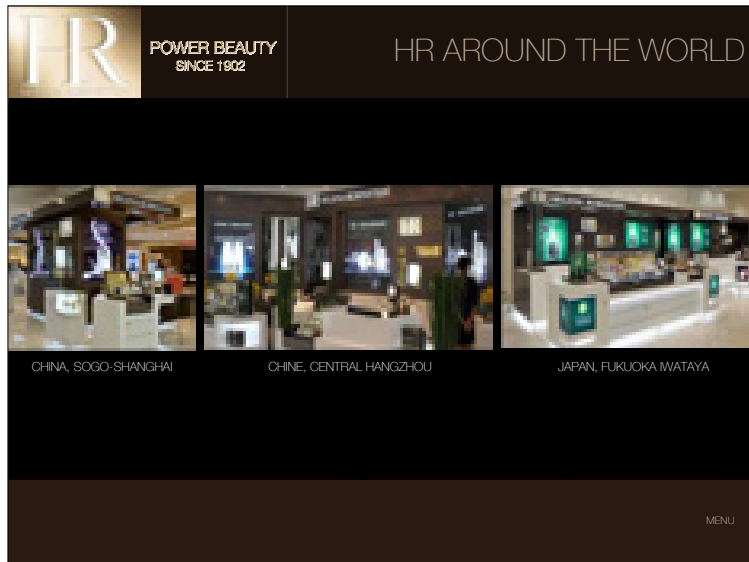 HR
POWER BEAUTY
SINCE 1902
HR AROUND THE WORLD
CHINA, SOGO-SHANGHAI
CHINE, CENTRAL HANGZHOU
JAPAN, FUKUOKA IWATAYA
MENU